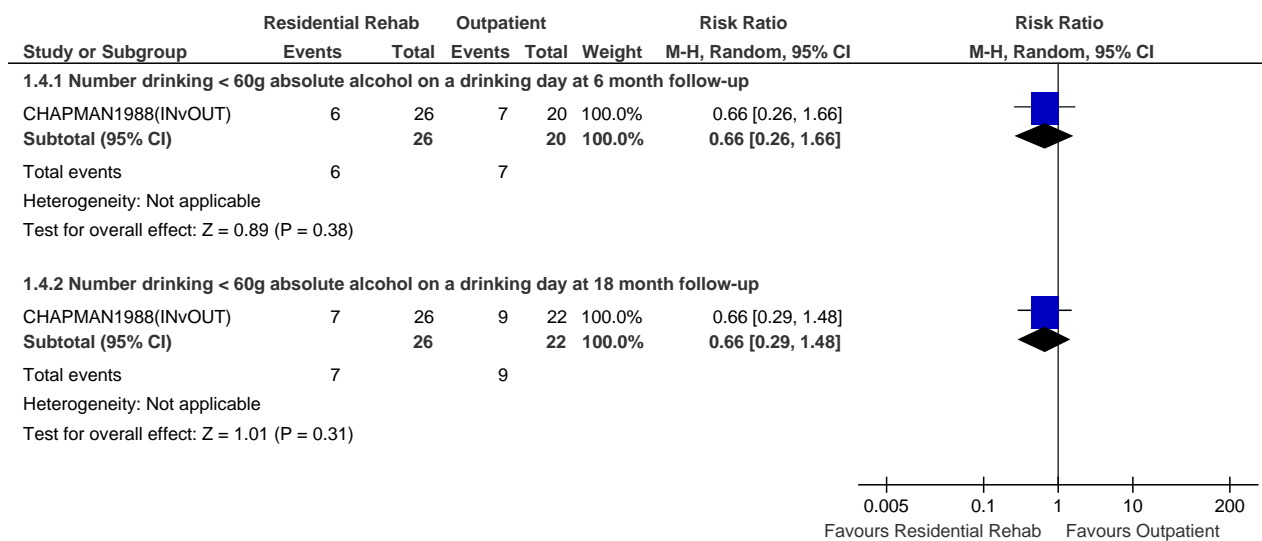 Residential Rehab Outpatient Risk Ratio Risk Ratio
Study or Subgroup Events Total Events Total Weight M-H, Random, 95% CI M-H, Random, 95% CI
1.4.1 Number drinking < 60g absolute alcohol on a drinking day at 6 month follow-up
CHAPMAN1988(INvOUT) 6 26 7 20 100.0% 0.66 [0.26, 1.66]
Subtotal (95% CI) 26 20 100.0% 0.66 [0.26, 1.66]
Total events 6 7
Heterogeneity: Not applicable
Test for overall effect: Z = 0.89 (P = 0.38)
1.4.2 Number drinking < 60g absolute alcohol on a drinking day at 18 month follow-up
CHAPMAN1988(INvOUT) 7 26 9 22 100.0% 0.66 [0.29, 1.48]
Subtotal (95% CI) 26 22 100.0% 0.66 [0.29, 1.48]
Total events 7 9
Heterogeneity: Not applicable
Test for overall effect: Z = 1.01 (P = 0.31)
0.005 0.1 1 10 200
Favours Residential Rehab Favours Outpatient